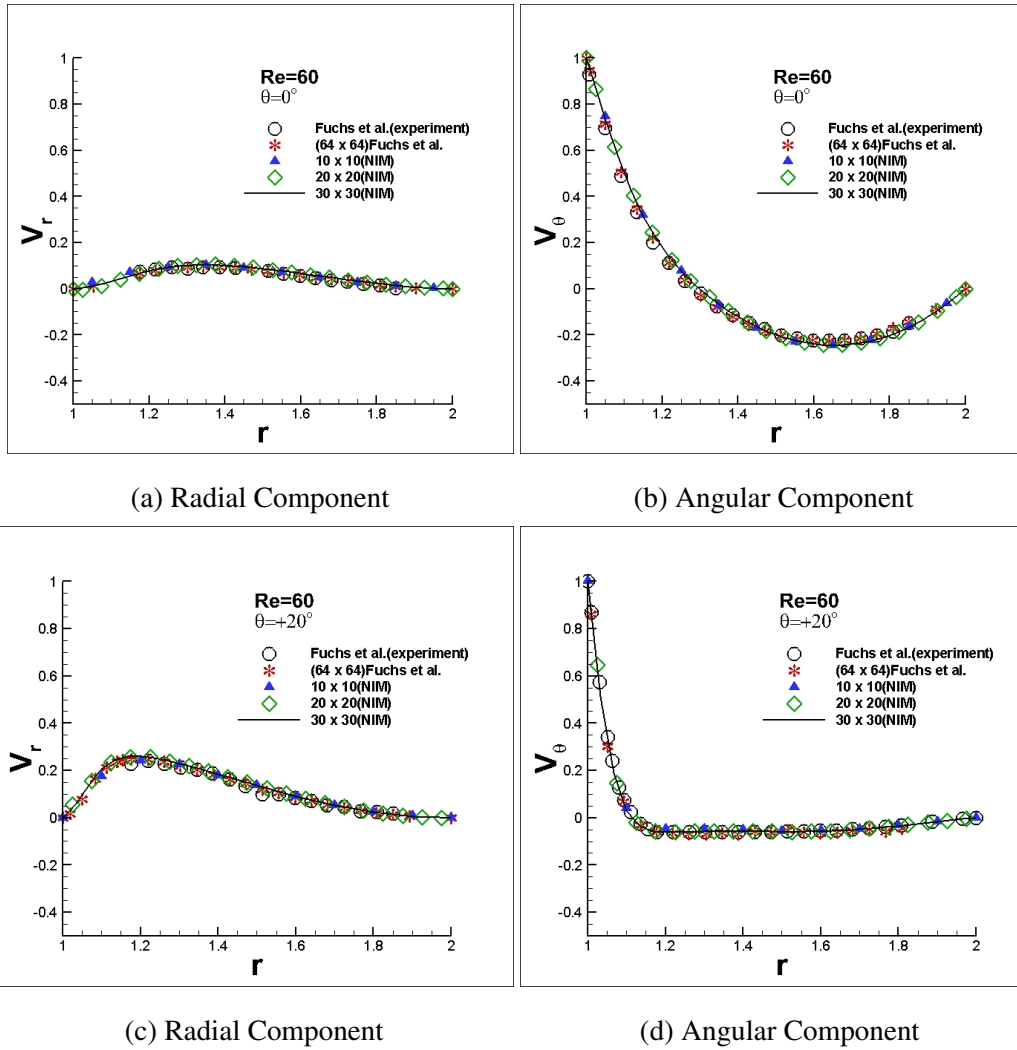 Re=60
θ=0°
Fuchs et al.(experiment)
(64 x 64)Fuchs et al.
10 x 10(NIM)
20 x 20(NIM)
30 x 30(NIM)
V_r
1
0.8
0.6
0.4
0.2
0
-0.2
-0.4
1 1.2 1.4 1.6 1.8 2
r
(a) Radial Component
Re=60
θ=0°
Fuchs et al.(experiment)
(64 x 64)Fuchs et al.
10 x 10(NIM)
20 x 20(NIM)
30 x 30(NIM)
V_θ
1
0.8
0.6
0.4
0.2
0
-0.2
-0.4
1 1.2 1.4 1.6 1.8 2
r
(b) Angular Component
Re=60
θ=+20°
Fuchs et al.(experiment)
(64 x 64)Fuchs et al.
10 x 10(NIM)
20 x 20(NIM)
30 x 30(NIM)
V_r
1
0.8
0.6
0.4
0.2
0
-0.2
-0.4
1 1.2 1.4 1.6 1.8 2
r
(c) Radial Component
Re=60
θ=+20°
Fuchs et al.(experiment)
(64 x 64)Fuchs et al.
10 x 10(NIM)
20 x 20(NIM)
30 x 30(NIM)
V_θ
1
0.8
0.6
0.4
0.2
0
-0.2
-0.4
1 1.2 1.4 1.6 1.8 2
r
(d) Angular Component